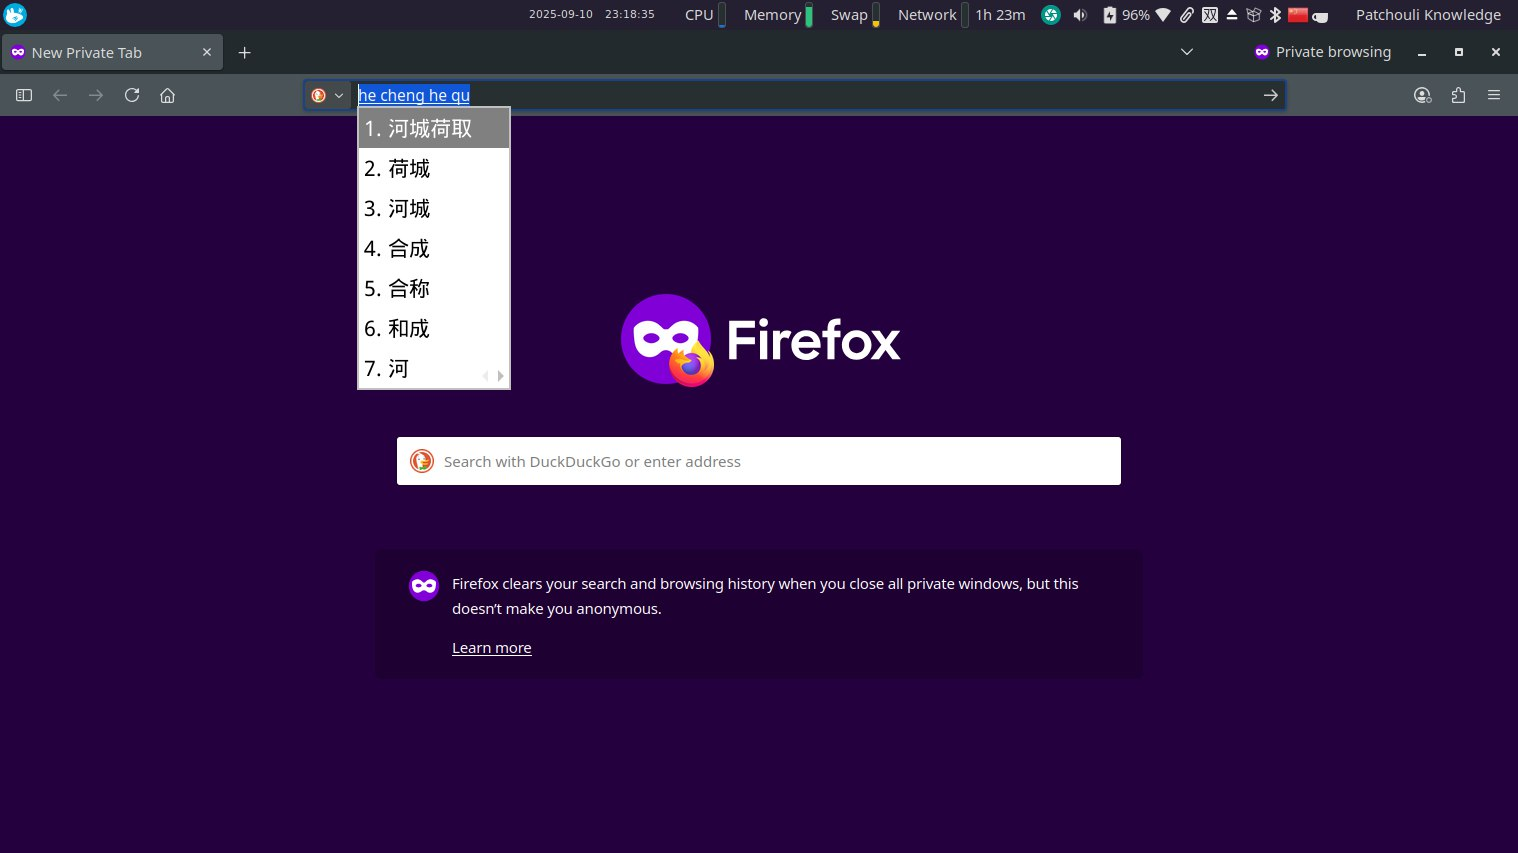 2025-09-10 23:18:35 CPU Memory Swap Network 1h 23m 96% 双 Patchouli Knowledge
New Private Tab Private browsing
he cheng he qu
1. 河城荷取
2. 荷城
3. 河城
4. 合成
5. 合称
6. 和成
7. 河
Firefox
Search with DuckDuckGo or enter address
Firefox clears your search and browsing history when you close all private windows, but this
doesn’t make you anonymous.
Learn more